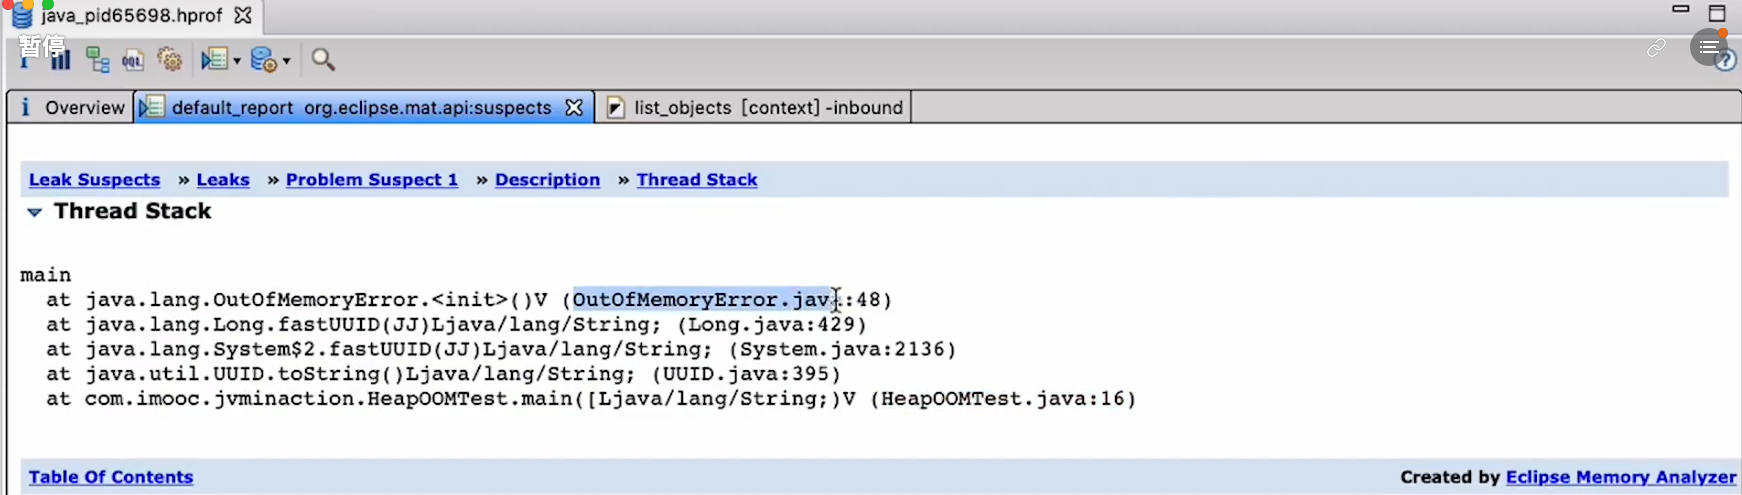 java_pid65698.hprof
暂停
OQL
Overview
default_report org.eclipse.mat.api:suspects
list_objects [context] -inbound
Leak Suspects » Leaks » Problem Suspect 1 » Description » Thread Stack
Thread Stack
main
at java.lang.OutOfMemoryError.<init>()V (OutOfMemoryError.java:48)
at java.lang.Long.fastUUID(JJ)Ljava/lang/String; (Long.java:429)
at java.lang.System$2.fastUUID(JJ)Ljava/lang/String; (System.java:2136)
at java.util.UUID.toString()Ljava/lang/String; (UUID.java:395)
at com.imooc.jvminaction.HeapOOMTest.main([Ljava/lang/String;)V (HeapOOMTest.java:16)
Table Of Contents
Created by Eclipse Memory Analyzer